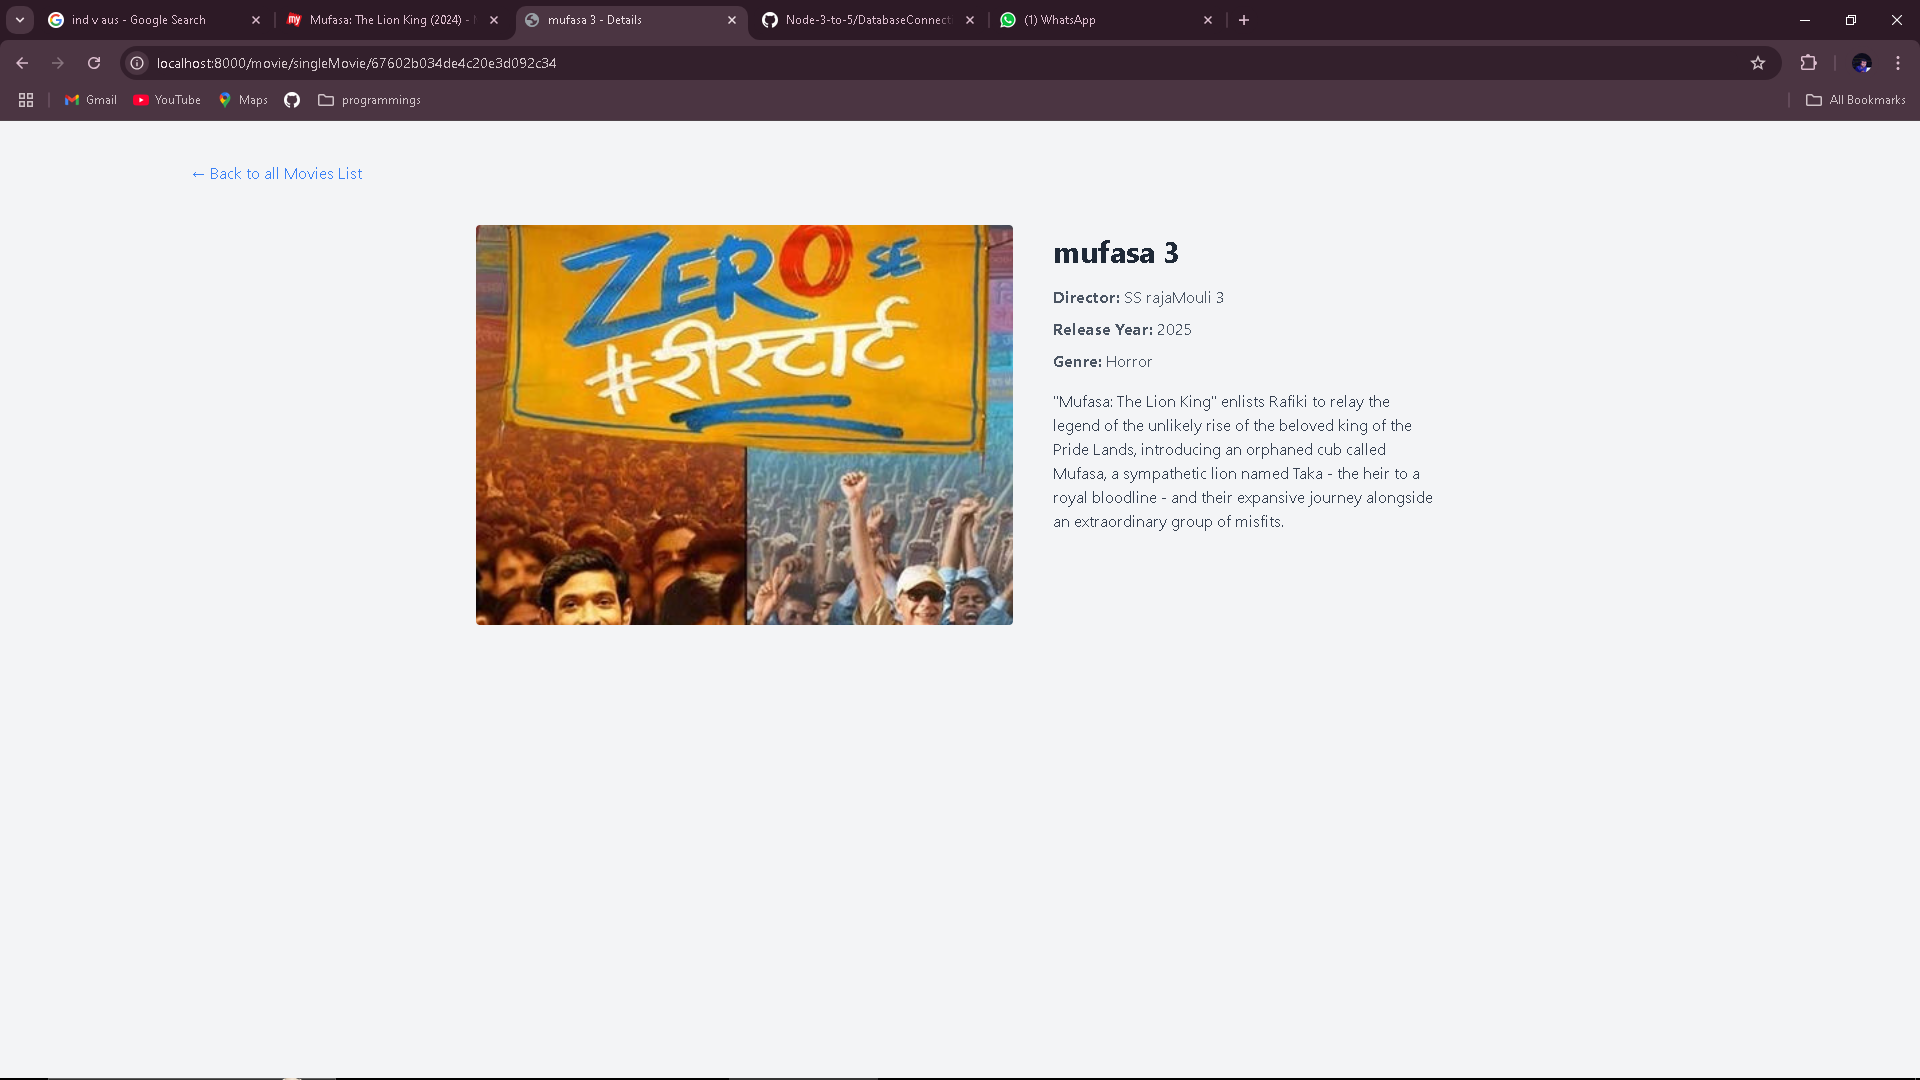 ind v aus - Google Search
Mufasa: The Lion King (2024) -
mufasa 3 - Details
Node-3-to-5/DatabaseConnect
(1) WhatsApp
localhost:8000/movie/singleMovie/67602b034de4c20e3d092c34
Gmail
YouTube
Maps
programmings
All Bookmarks
← Back to all Movies List
ZERO SE
#रीस्टार्ट
mufasa 3
Director: SS rajaMouli 3
Release Year: 2025
Genre: Horror
"Mufasa: The Lion King" enlists Rafiki to relay the
legend of the unlikely rise of the beloved king of the
Pride Lands, introducing an orphaned cub called
Mufasa, a sympathetic lion named Taka - the heir to a
royal bloodline - and their expansive journey alongside
an extraordinary group of misfits.